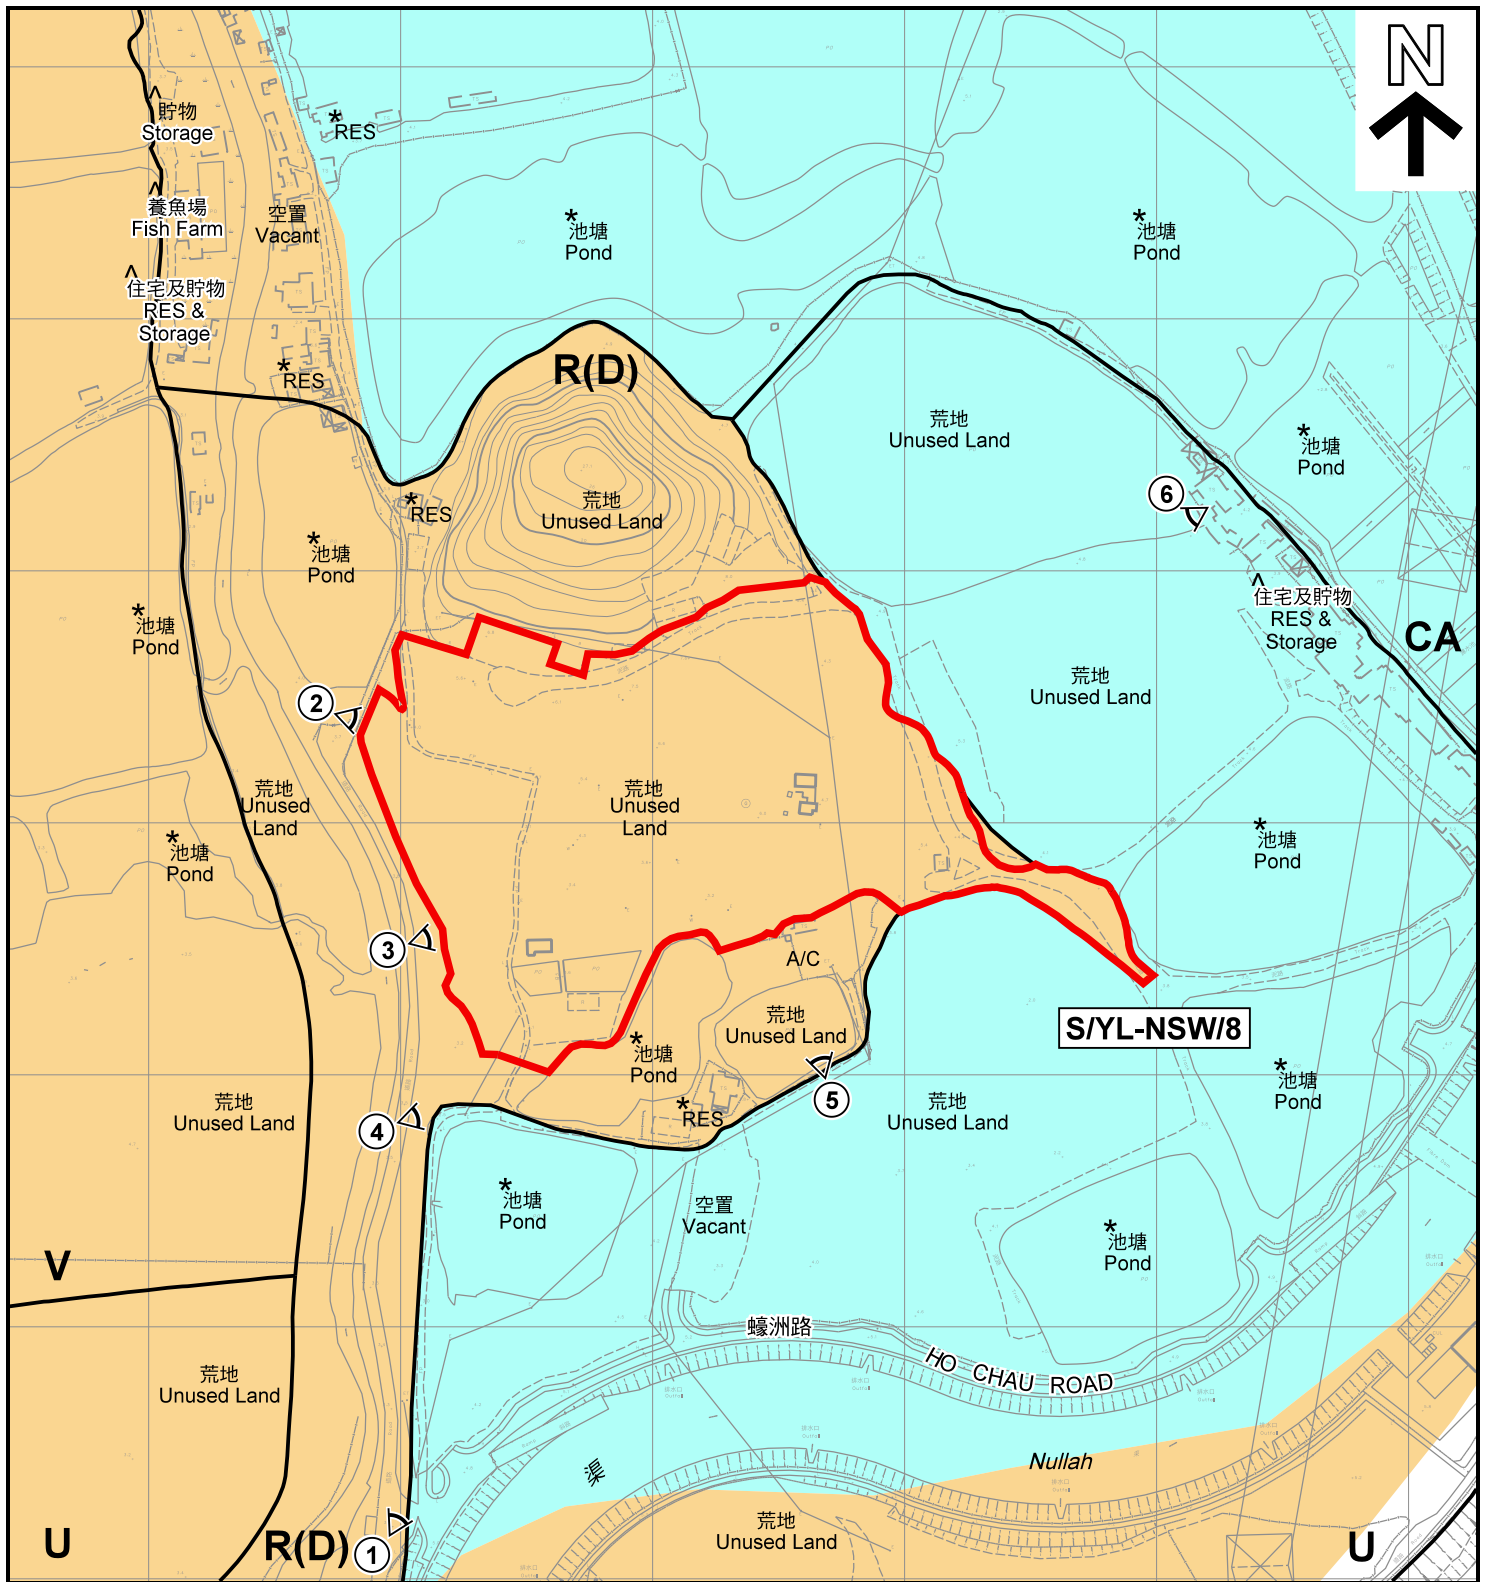 N
貯物
Storage
*
RES
養魚場
Fish Farm
空置
Vacant
*
池塘
Pond
*
池塘
Pond
住宅及貯物
RES &
Storage
*
RES
R(D)
荒地
Unused Land
*
池塘
Pond
*
RES
荒地
Unused Land
6
*
池塘
Pond
*
池塘
Pond
住宅及貯物
RES &
Storage
CA
荒地
Unused Land
2
荒地
Unused
Land
荒地
Unused
Land
*
池塘
Pond
*
池塘
Pond
3
A/C
荒地
Unused Land
S/YL-NSW/8
*
池塘
Pond
*
池塘
Pond
荒地
Unused Land
4
*
RES
5
荒地
Unused Land
*
池塘
Pond
空置
Vacant
*
池塘
Pond
V
蠔洲路
HO CHAU ROAD
荒地
Unused Land
渠
Nullah
荒地
Unused Land
U
R(D)
1
U